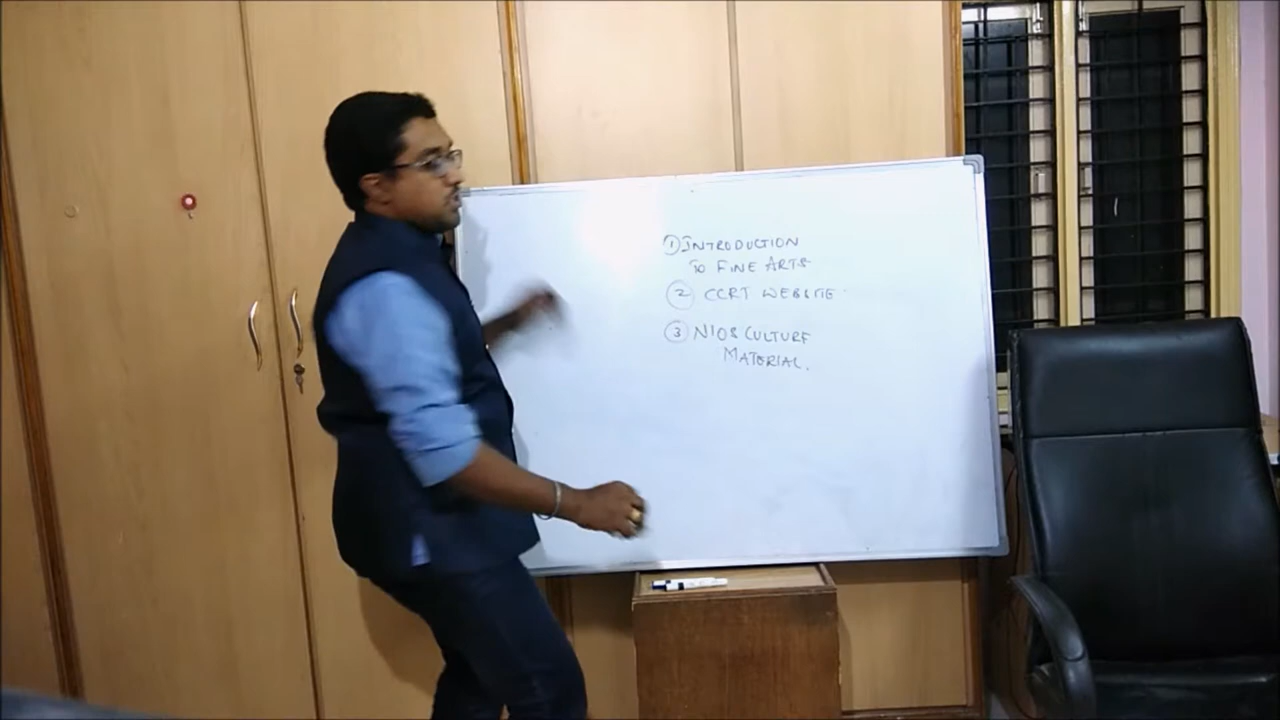 ① INTRODUCTION
TO FINE ARTS
② CCRT WEBSITE
③ NIOS CULTURE
MATERIAL.